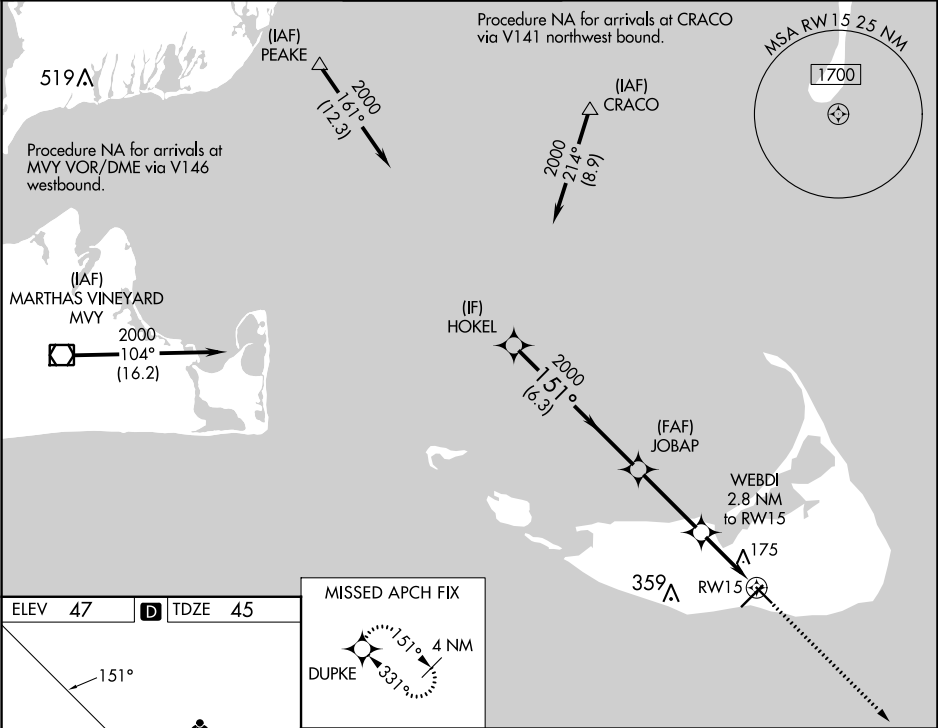 Procedure NA for arrivals at CRACO
via V141 northwest bound.
MSA RW15 25 NM
1700
(IAF)
PEAKE
2000
161°
(12.3)
519
(IAF)
CRACO
2000
214°
(8.9)
Procedure NA for arrivals at
MVY VOR/DME via V146
westbound.
(IAF)
MARTHAS VINEYARD
MVY
2000
104°
(16.2)
(IF)
HOKEL
2000
151°
(6.3)
(FAF)
JOBAP
WEBDI
2.8 NM
to RW15
175
359
RW15
ELEV 47
D
TDZE 45
151°
MISSED APCH FIX
DUPKE
151°
331°
4 NM